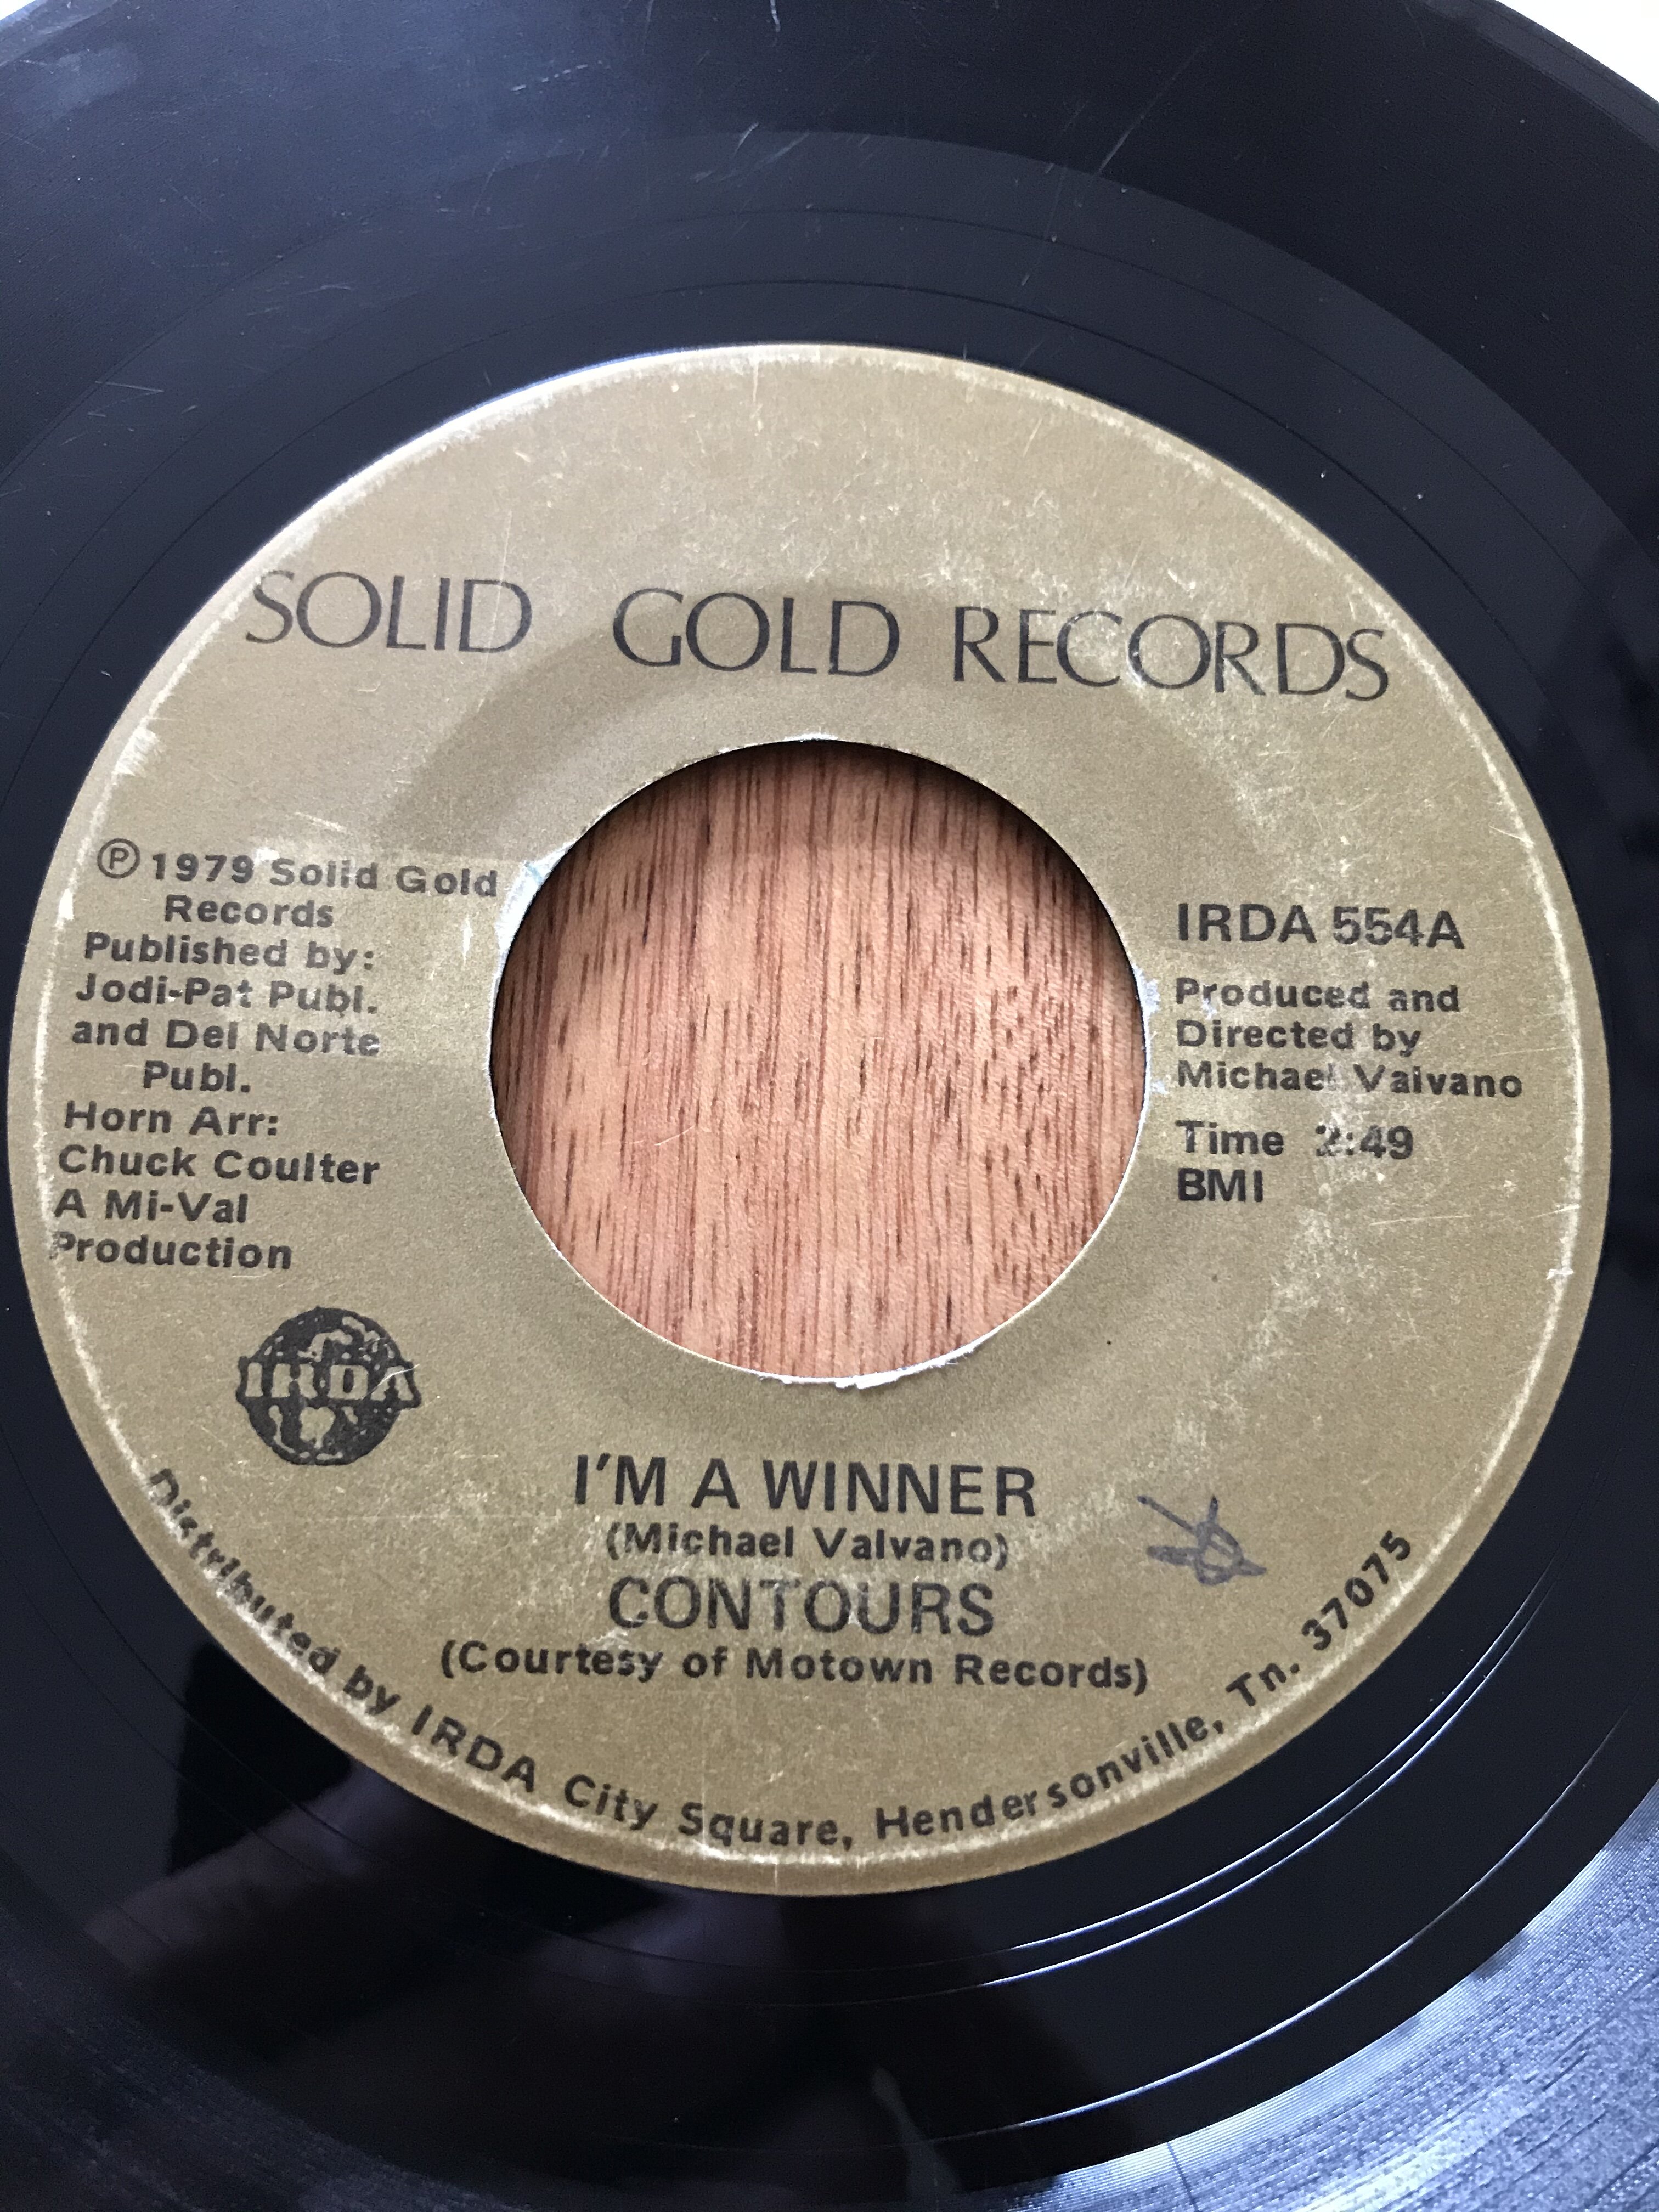 SOLID GOLD RECORDS
Ⓟ 1979 Solid Gold
Records
Published by:
Jodi-Pat Publ.
and Del Norte
Publ.
Horn Arr:
Chuck Coulter
A Mi-Val
Production
IRDA 554A
Produced and
Directed by
Michael Valvano
Time 2:49
BMI
IRDA
I'M A WINNER
(Michael Valvano)
CONTOURS
(Courtesy of Motown Records)
Distributed by IRDA City Square, Hendersonville, Tn. 37075